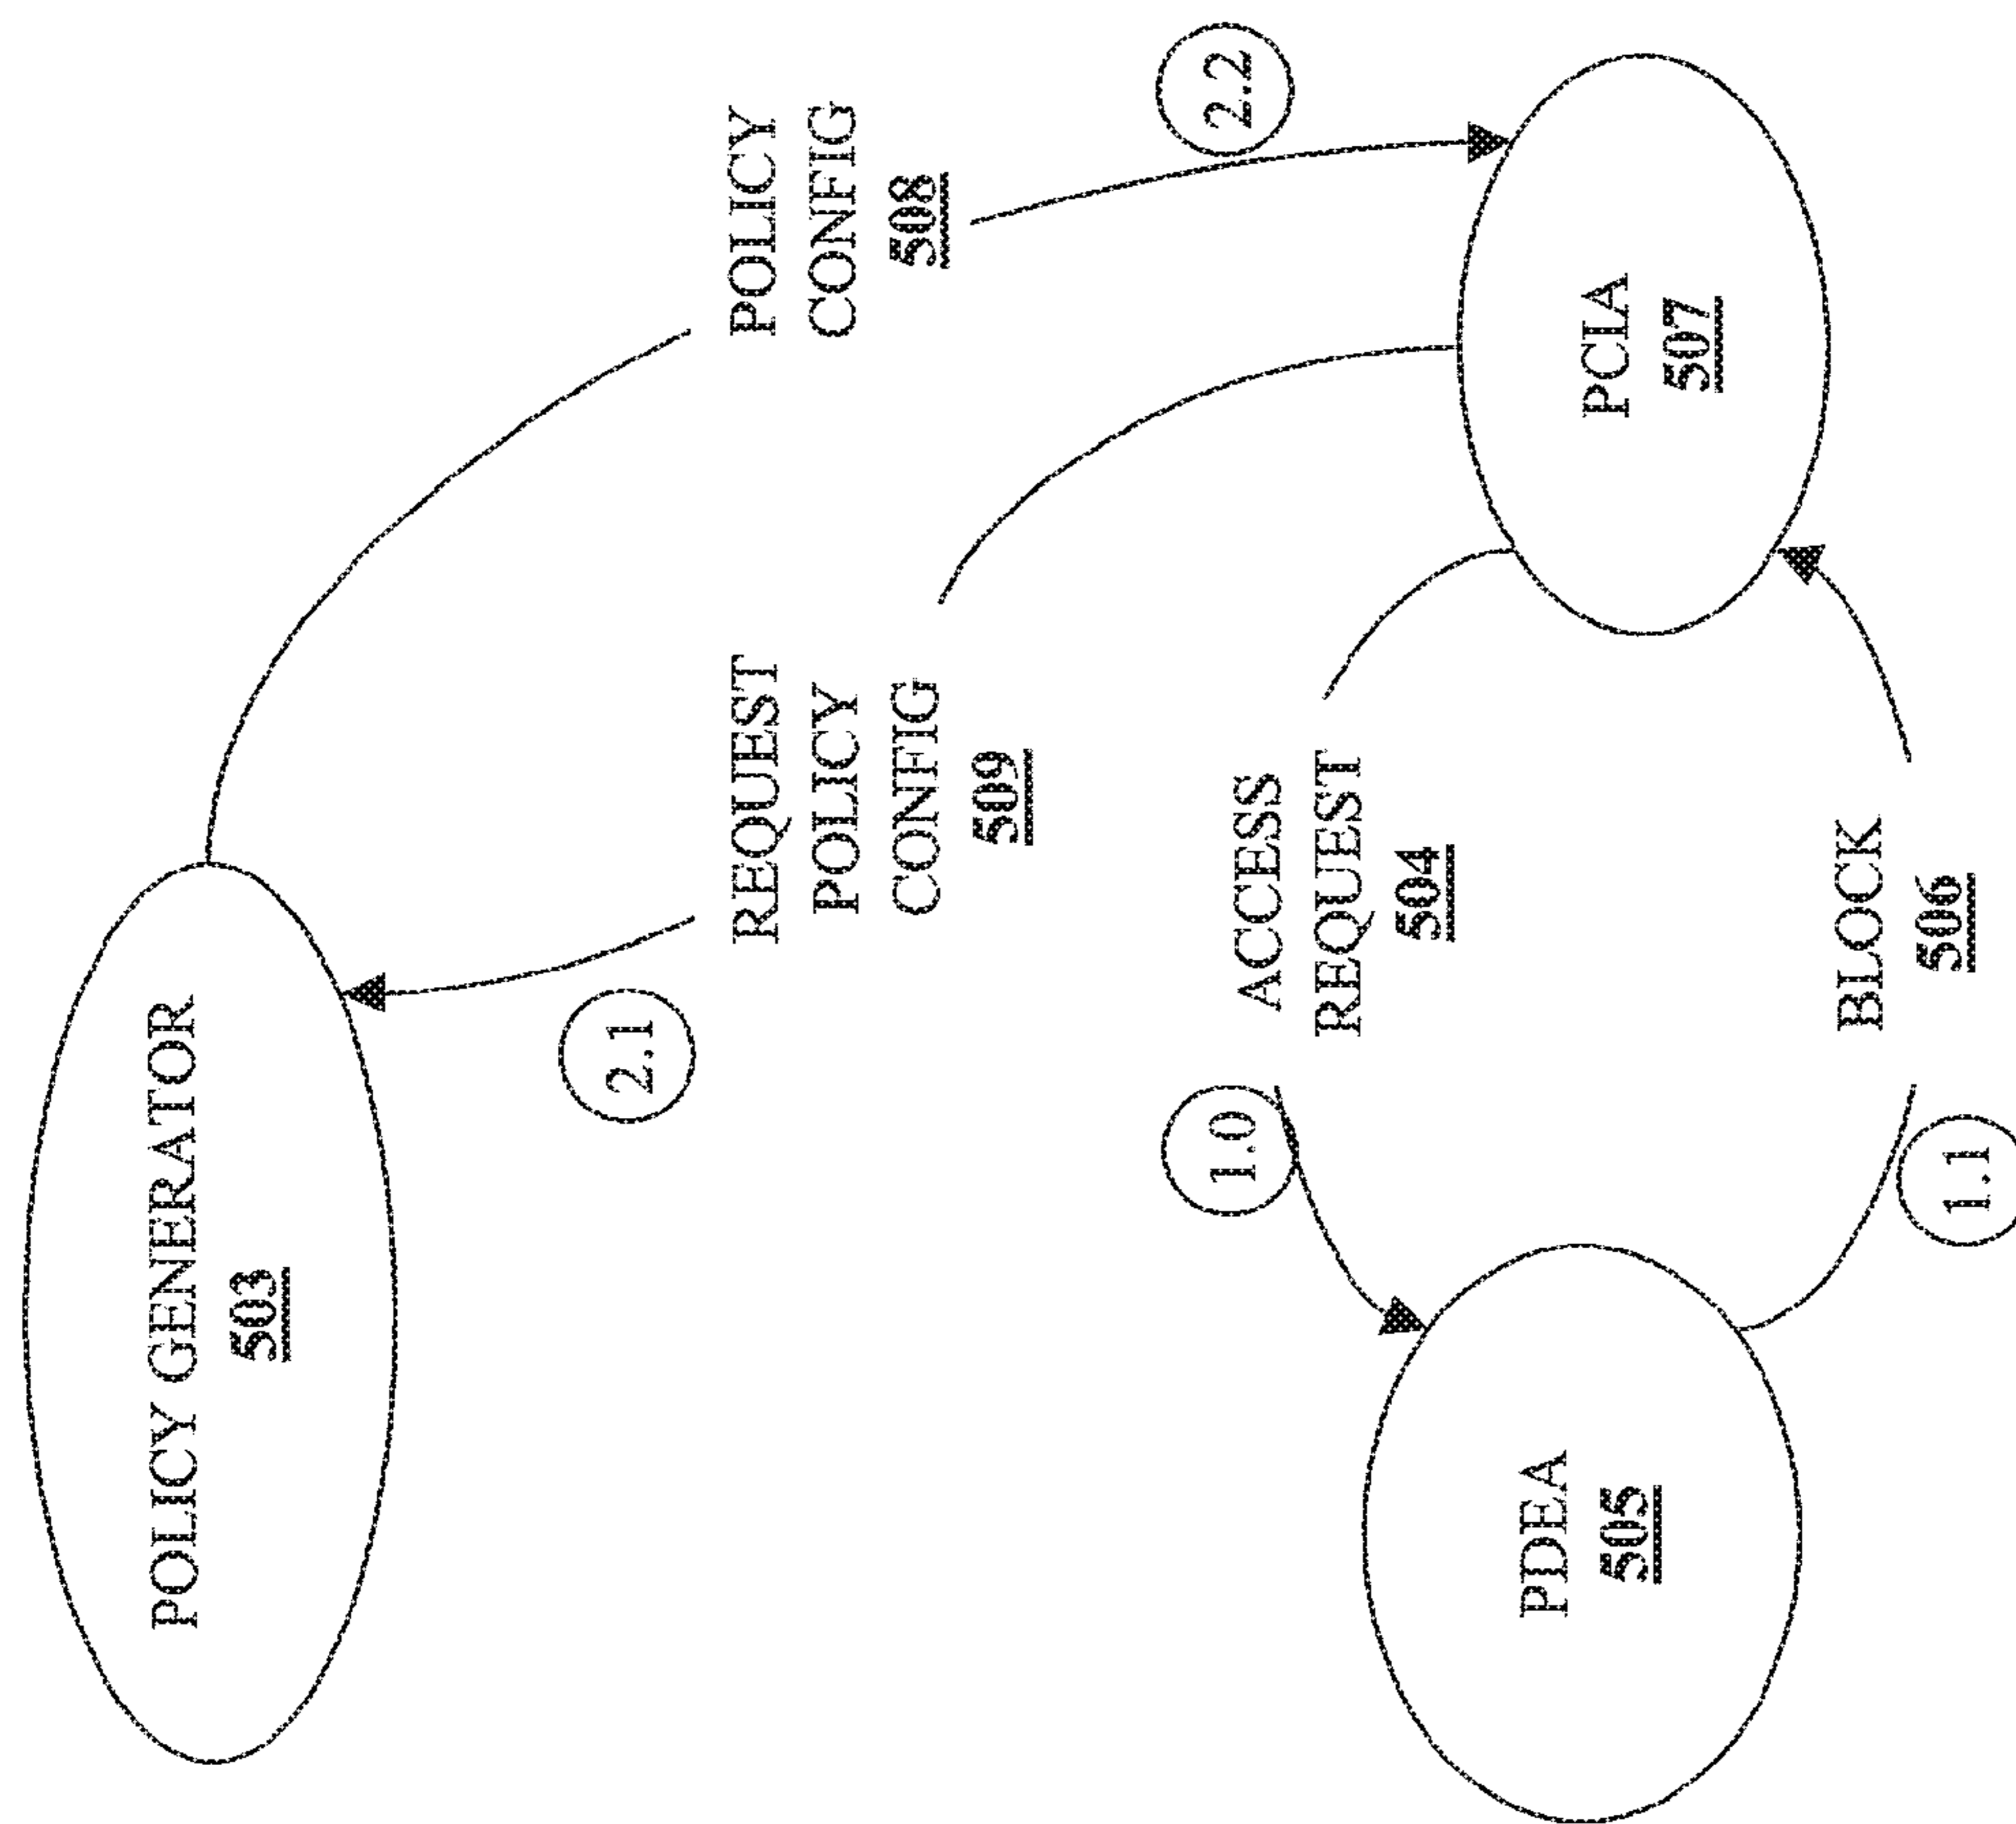 POLICY GENERATOR
503
2.1
REQUEST
POLICY
CONFIG
509
POLICY
CONFIG
508
2.2
1.0
ACCESS
REQUEST
504
PDEA
505
PCIA
507
1.1
BLOCK
506